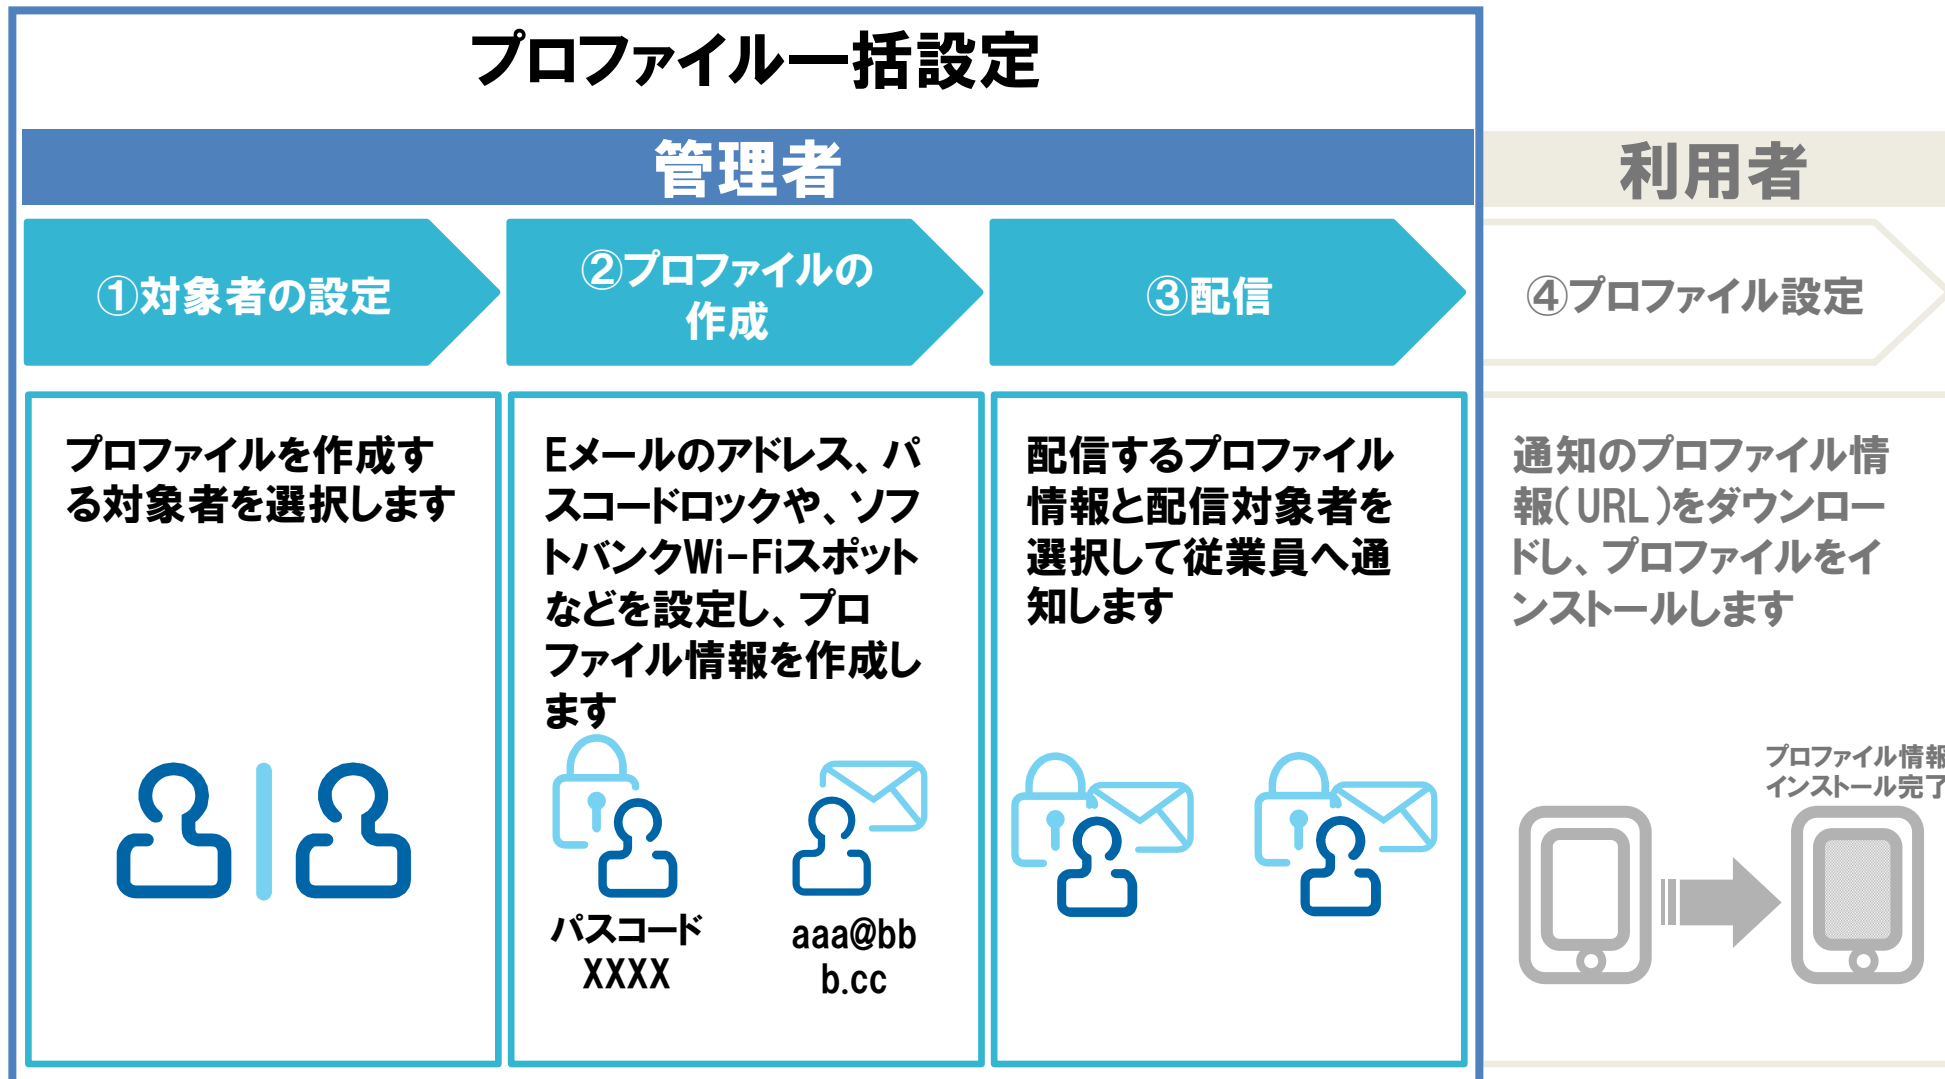 プロファイル一括設定
管理者
利用者
①対象者の設定
②プロファイルの
作成
③配信
④プロファイル設定
プロファイルを作成す
る対象者を選択します
Eメールのアドレス、パ
スコードロックや、ソフ
トバンクWi-Fiスポット
などを設定し、プロ
ファイル情報を作成し
ます
パスコード
XXXX
aaa@bb
b.cc
配信するプロファイル
情報と配信対象者を
選択して従業員へ通
知します
通知のプロファイル情
報(URL)をダウンロー
ドし、プロファイルをイ
ンストールします
プロファイル情報
インストール完了